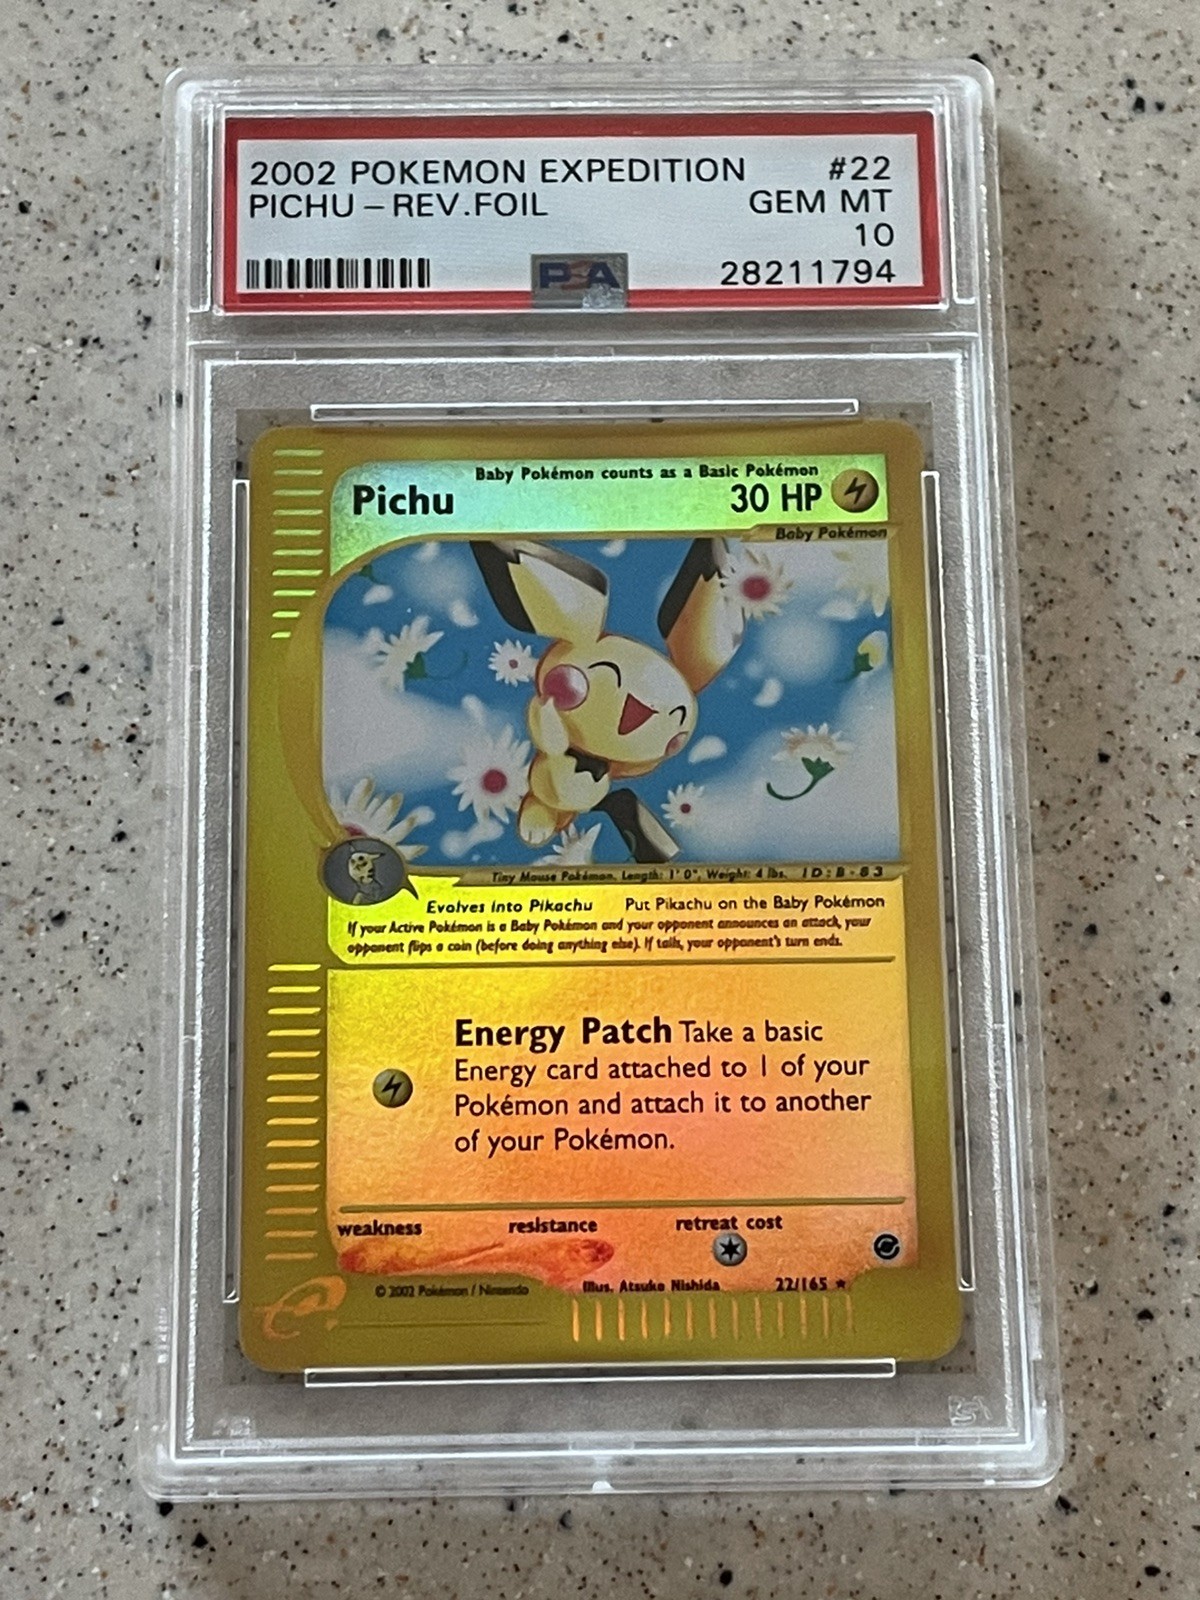 2002 POKEMON EXPEDITION #22
PICHU - REV.FOIL GEM MT
10
PSA 28211794
Baby Pokémon counts as a Basic Pokémon
Pichu 30 HP
Baby Pokémon
Tiny Mouse Pokémon. Length: 1' 0", Weight: 4 lbs. ID: B-83
Evolves into Pikachu Put Pikachu on the Baby Pokémon
If your Active Pokémon is a Baby Pokémon and your opponent announces an attack, your
opponent flips a coin (before doing anything else). If tails, your opponent's turn ends.
Energy Patch Take a basic
Energy card attached to 1 of your
Pokémon and attach it to another
of your Pokémon.
weakness resistance retreat cost
© 2002 Pokémon / Nintendo Illus. Atsuko Nishida 22/165 ★
e
PSA